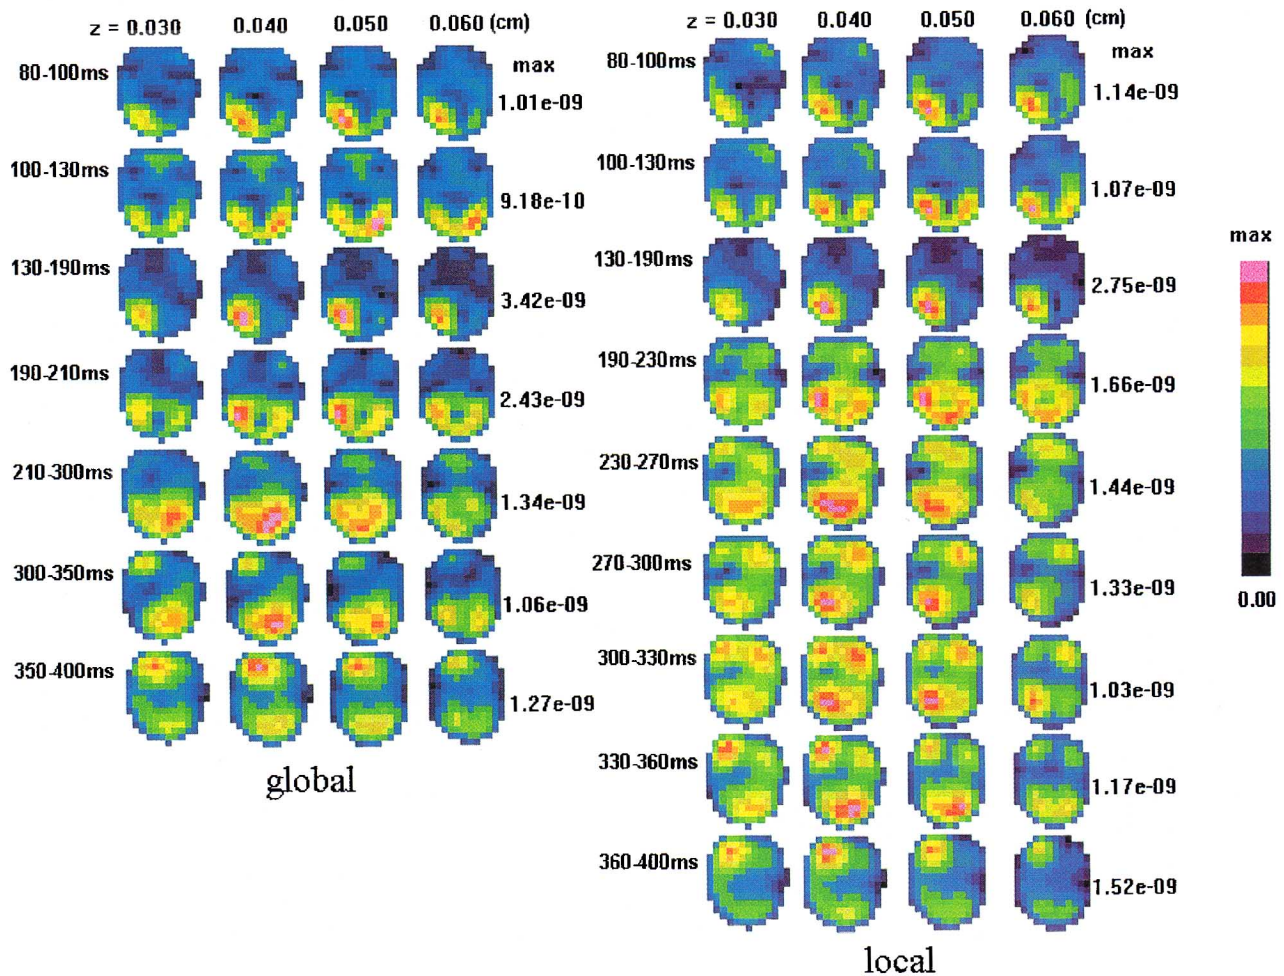 z = 0.030 0.040 0.050 0.060 (cm)
max
80-100ms 1.01e-09
100-130ms 9.18e-10
130-190ms 3.42e-09
190-210ms 2.43e-09
210-300ms 1.34e-09
300-350ms 1.06e-09
350-400ms 1.27e-09
global
z = 0.030 0.040 0.050 0.060 (cm)
max
80-100ms 1.14e-09
100-130ms 1.07e-09
130-190ms 2.75e-09
190-230ms 1.66e-09
230-270ms 1.44e-09
270-300ms 1.33e-09
300-330ms 1.03e-09
330-360ms 1.17e-09
360-400ms 1.52e-09
local
max
0.00